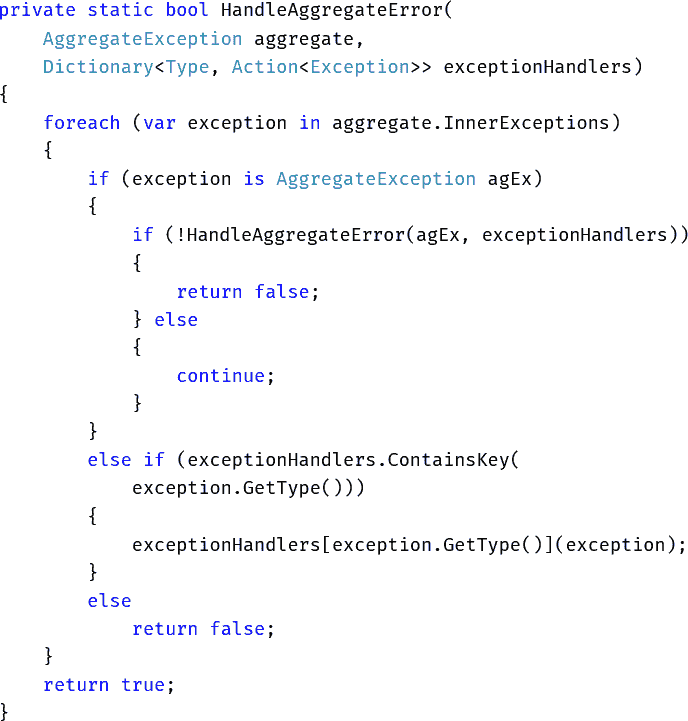 private static bool HandleAggregateError(
    AggregateException aggregate,
    Dictionary<Type, Action<Exception>> exceptionHandlers)
{
    foreach (var exception in aggregate.InnerExceptions)
    {
        if (exception is AggregateException agEx)
        {
            if (!HandleAggregateError(agEx, exceptionHandlers))
            {
                return false;
            } else
            {
                continue;
            }
        }
        else if (exceptionHandlers.ContainsKey(
            exception.GetType()))
        {
            exceptionHandlers[exception.GetType()](exception);
        }
        else
            return false;
    }
    return true;
}